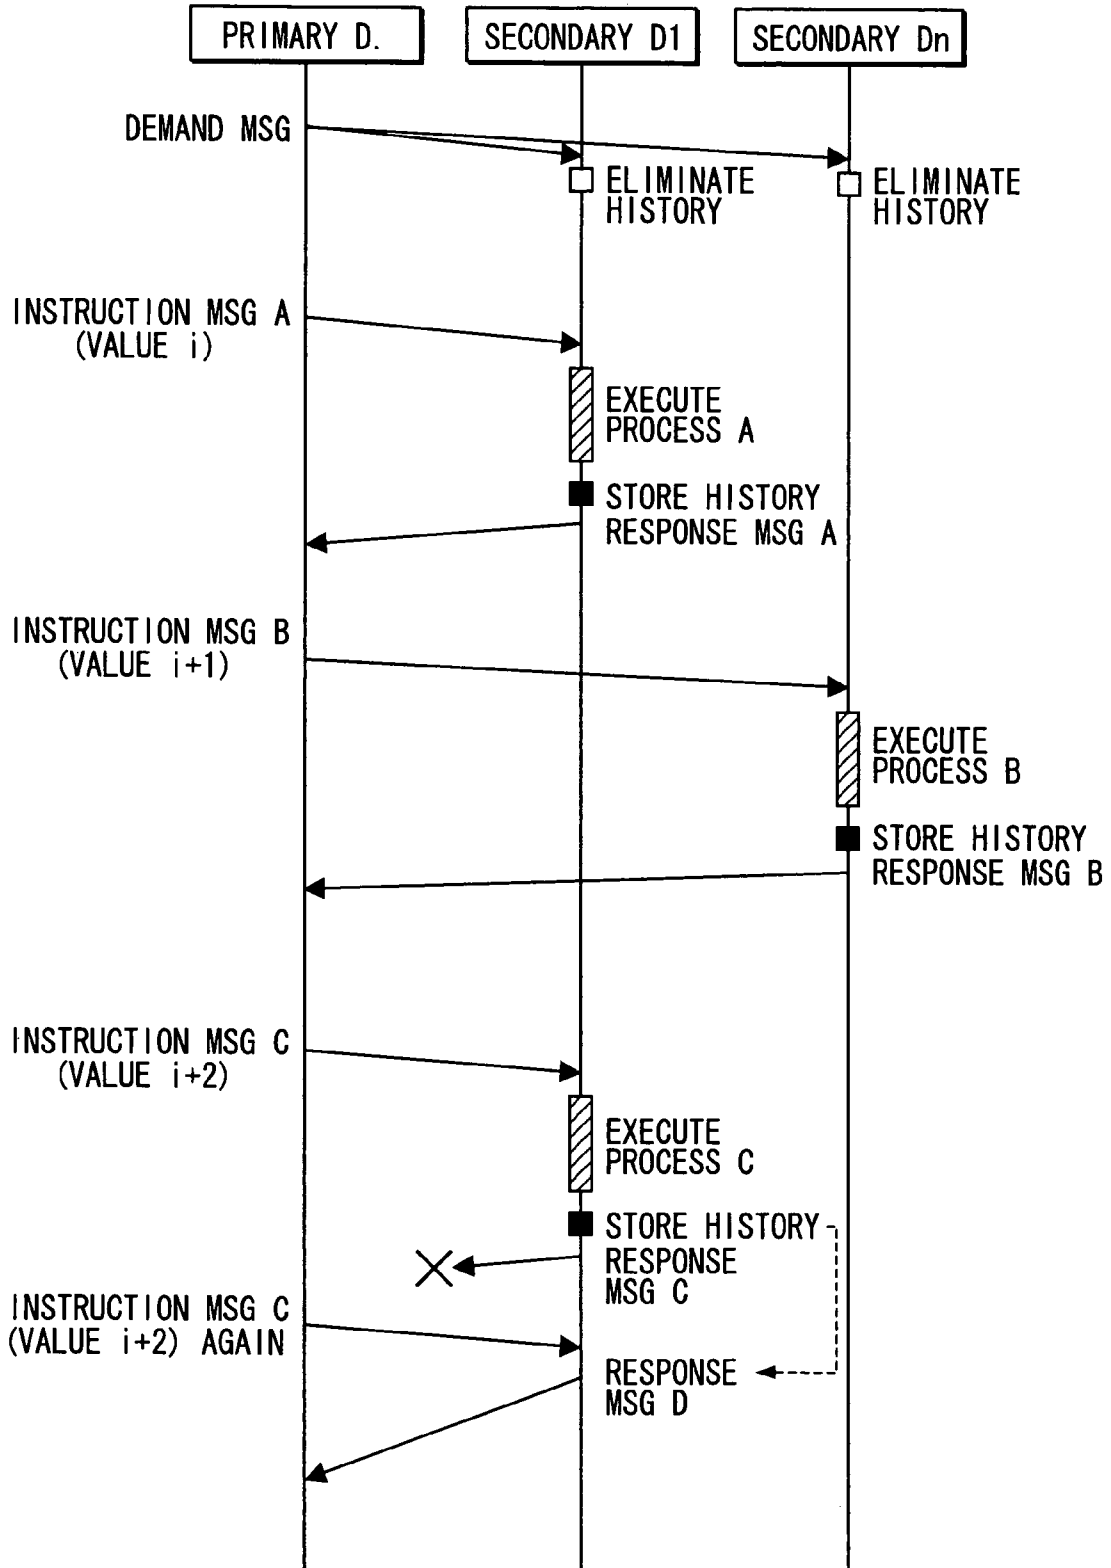 PRIMARY D.
SECONDARY D1
SECONDARY Dn
DEMAND MSG
ELIMINATE
HISTORY
ELIMINATE
HISTORY
INSTRUCTION MSG A
(VALUE i)
EXECUTE
PROCESS A
STORE HISTORY
RESPONSE MSG A
INSTRUCTION MSG B
(VALUE i+1)
EXECUTE
PROCESS B
STORE HISTORY
RESPONSE MSG B
INSTRUCTION MSG C
(VALUE i+2)
EXECUTE
PROCESS C
STORE HISTORY
RESPONSE
MSG C
INSTRUCTION MSG C
(VALUE i+2) AGAIN
RESPONSE
MSG D